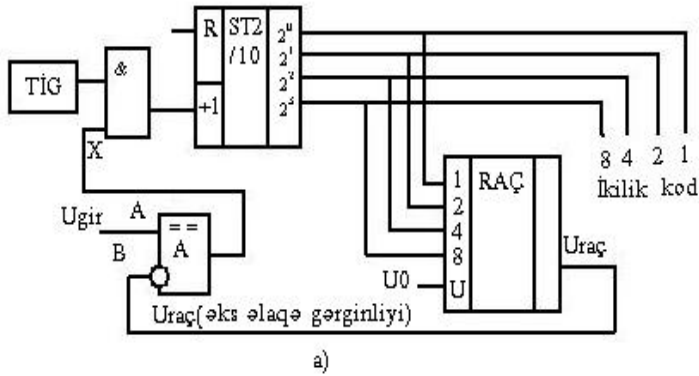 R ST2 2⁰
/10 2¹
2²
+1 2⁵
TİG
&
X
8 4 2 1
İkilik kod
1 RAÇ
2
4
8
U0 U
Uraç
Ugir A
B
= =
A
Uraç(əks əlaqə gərginliyi)
a)